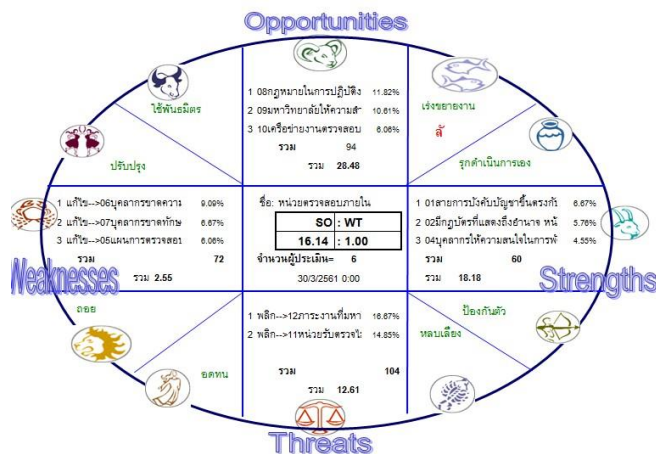 Opportunities
1 08กฎหมายในการปฏิบัติง 11.82%
2 09มหาวิทยาลัยให้ความสำ 10.61%
3 10เครือข่ายงานตรวจสอบ 6.06%
รวม 94
รวม 28.48
ใช้พันธมิตร
ปรับปรุง
เร่งขยายงาน
สั
รุกดำเนินการเอง
1 แก้ไข-->06บุคลากรขาดความ 9.09%
2 แก้ไข-->07บุคลากรขาดทักษ 6.67%
3 แก้ไข-->05แผนการตรวจสอบ 6.06%
รวม 72
รวม 2.55
Weaknesses
ชื่อ: หน่วยตรวจสอบภายใน
SO : WT
16.14 : 1.00
จำนวนผู้ประเมิน= 6
30/3/2561 0:00
1 01สายการบังคับบัญชาขึ้นตรงกับ 6.67%
2 02มีกฎบัตรที่แสดงถึงอำนาจ หน้ 5.76%
3 04บุคลากรให้ความสนใจในการพั 4.55%
รวม 60
รวม 18.18
Strengths
ถอย
อดทน
1 พลิก-->12ภาระงานที่มหา 16.67%
2 พลิก-->11หน่วยรับตรวจใ 14.85%
รวม 104
รวม 12.61
ป้องกันตัว
หลบเลี่ยง
Threats